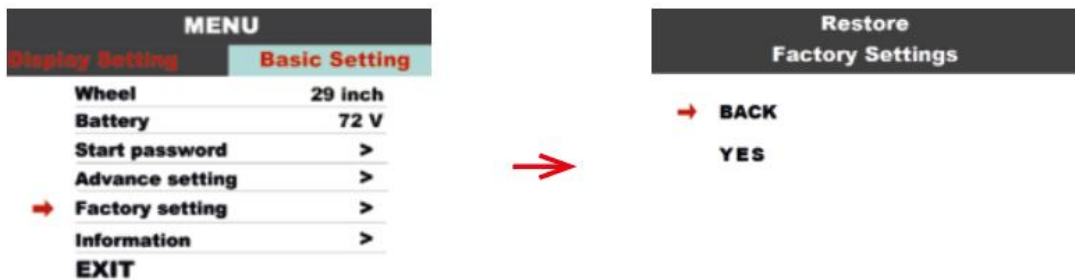 MENU
Display Setting Basic Setting
Wheel 29 inch
Battery 72 V
Start password >
Advance setting >
Factory setting >
Information >
EXIT
Restore
Factory Settings
BACK
YES